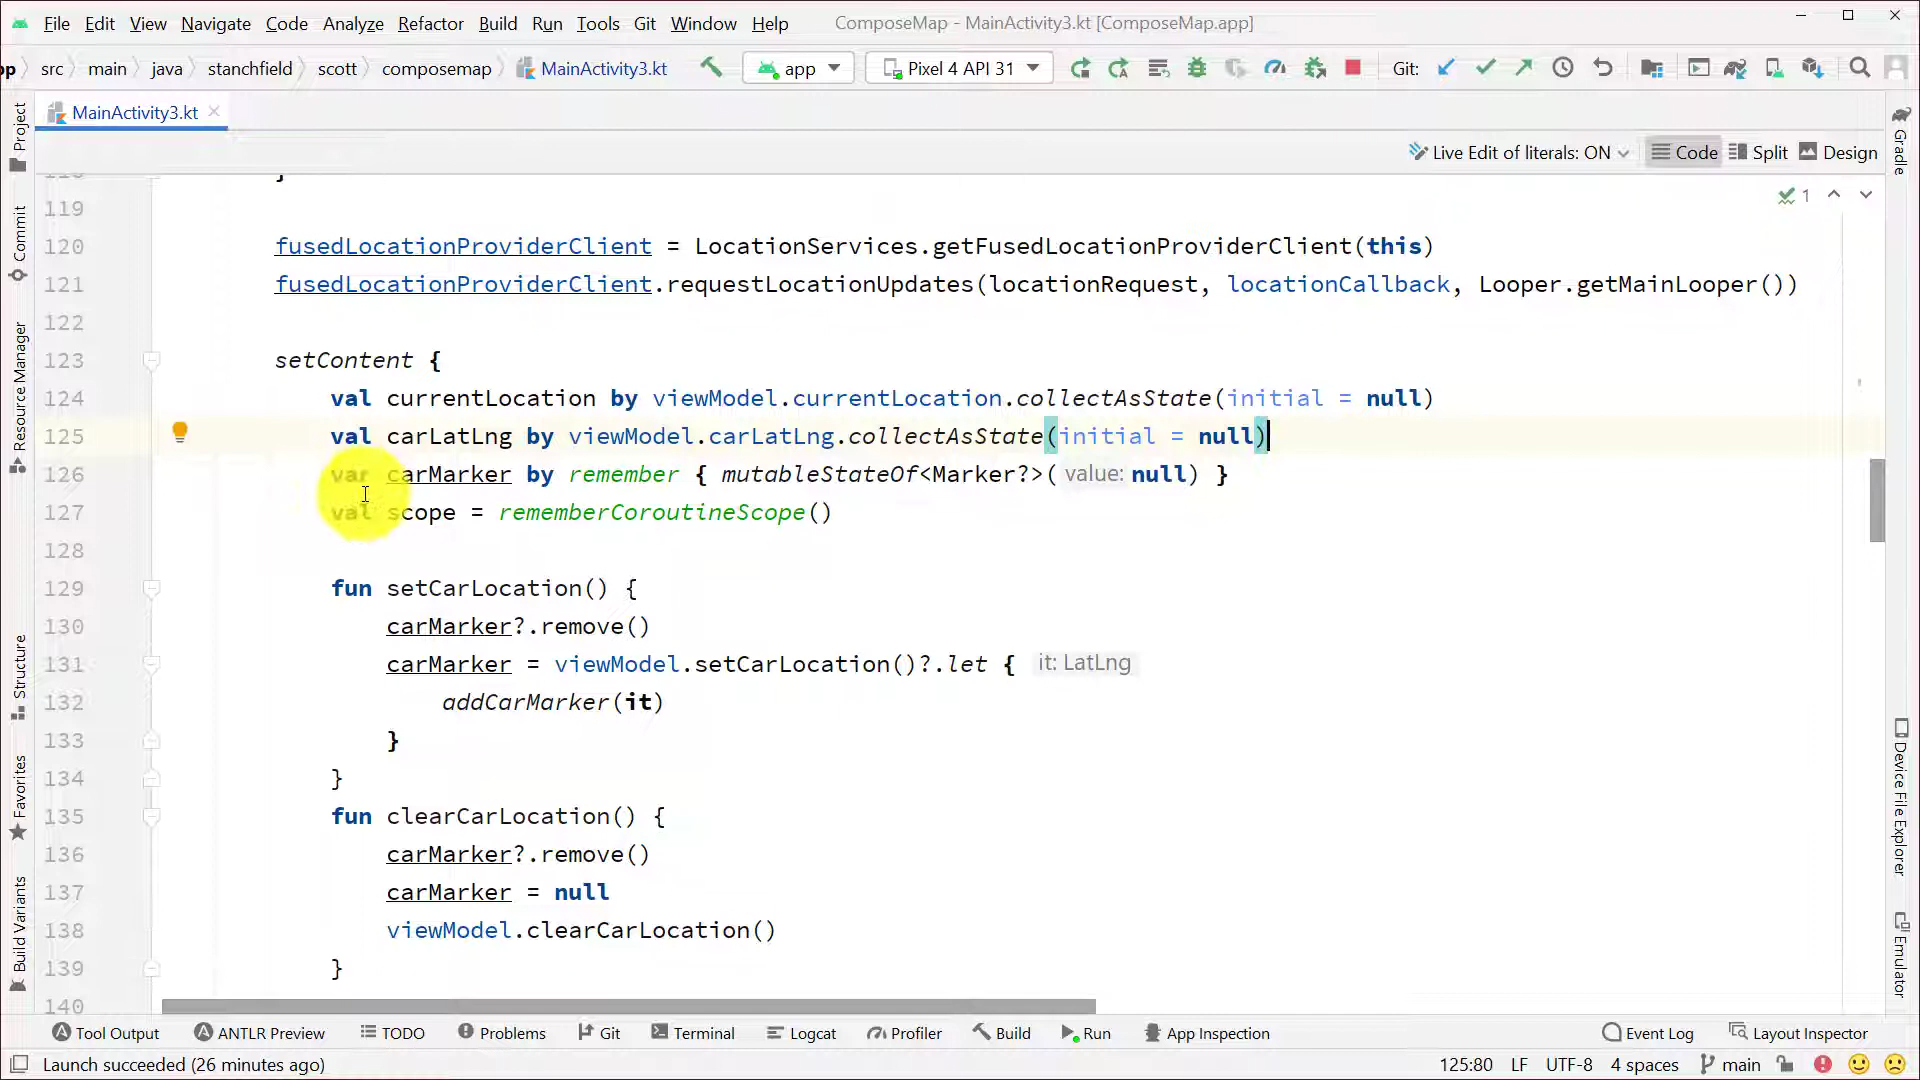 File Edit View Navigate Code Analyze Refactor Build Run Tools Git Window Help ComposeMap - MainActivity3.kt [ComposeMap.app]
pp src main java stanchfield scott composemap MainActivity3.kt app Pixel 4 API 31 Git:
MainActivity3.kt
Live Edit of literals: ON Code Split Design
1
119
120 fusedLocationProviderClient = LocationServices.getFusedLocationProviderClient(this)
121 fusedLocationProviderClient.requestLocationUpdates(locationRequest, locationCallback, Looper.getMainLooper())
122
123 setContent {
124 val currentLocation by viewModel.currentLocation.collectAsState(initial = null)
125 val carLatLng by viewModel.carLatLng.collectAsState(initial = null)
126 var carMarker by remember { mutableStateOf<Marker?>( value: null) }
127 val scope = rememberCoroutineScope()
128
129 fun setCarLocation() {
130 carMarker?.remove()
131 carMarker = viewModel.setCarLocation()?.let { it: LatLng
132 addCarMarker(it)
133 }
134 }
135 fun clearCarLocation() {
136 carMarker?.remove()
137 carMarker = null
138 viewModel.clearCarLocation()
139 }
140
Project
Commit
Resource Manager
Structure
Favorites
Build Variants
Gradle
Device File Explorer
Emulator
Tool Output ANTLR Preview TODO Problems Git Terminal Logcat Profiler Build Run App Inspection Event Log Layout Inspector
Launch succeeded (26 minutes ago) 125:80 LF UTF-8 4 spaces main